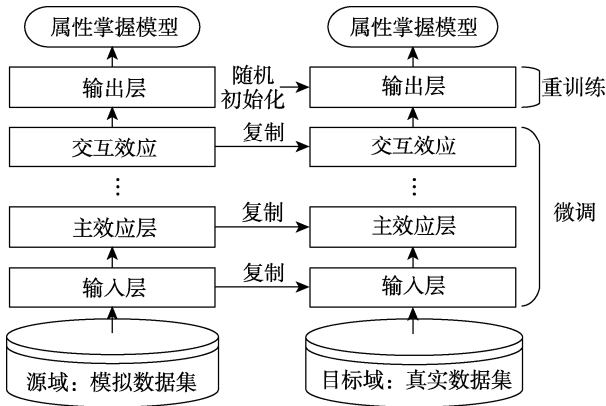 属性掌握模型
属性掌握模型
输出层
随机
初始化
输出层
重训练
交互效应
复制
交互效应
微调
主效应层
复制
主效应层
输入层
复制
输入层
源域：模拟数据集
目标域：真实数据集